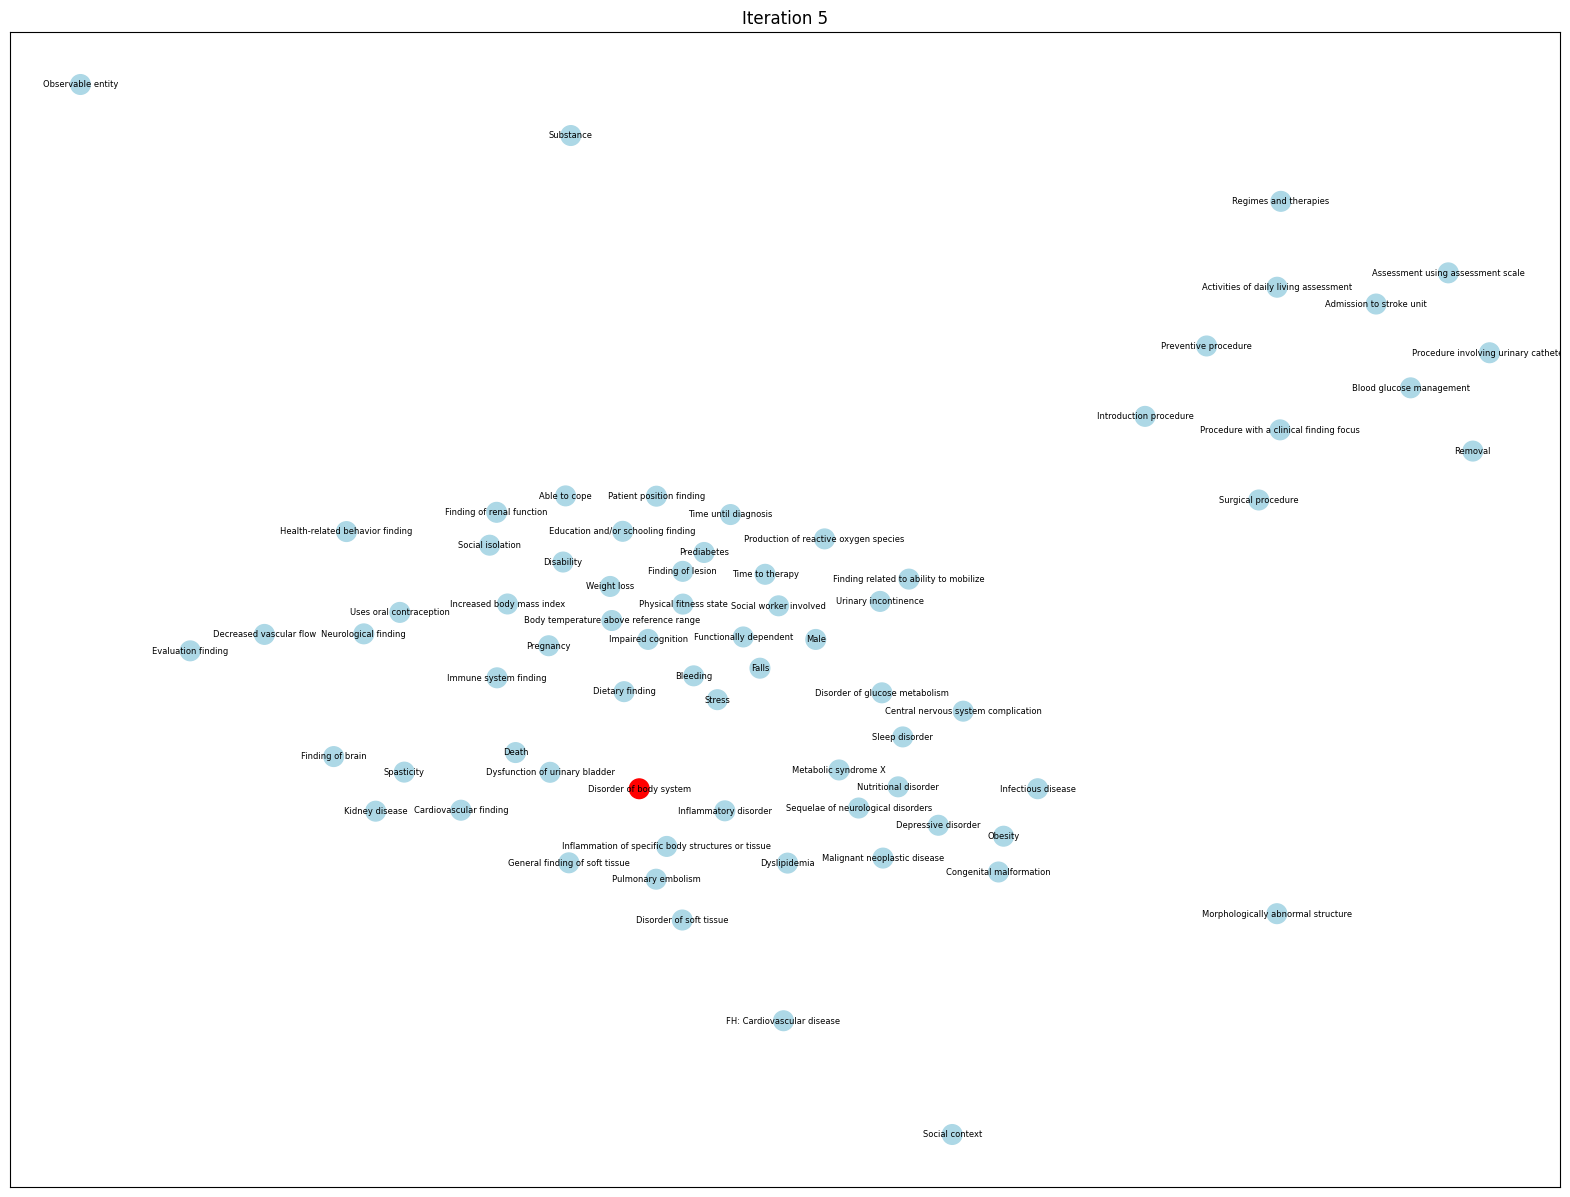 Iteration 5
Observable entity
Substance
Regimes and therapies
Assessment using assessment scale
Activities of daily living assessment
Admission to stroke unit
Preventive procedure
Procedure involving urinary cathete
Blood glucose management
Introduction procedure
Procedure with a clinical finding focus
Removal
Able to cope
Patient position finding
Surgical procedure
Finding of renal function
Time until diagnosis
Health-related behavior finding
Education and/or schooling finding
Production of reactive oxygen species
Social isolation
Prediabetes
Disability
Finding of lesion
Time to therapy
Finding related to ability to mobilize
Weight loss
Urinary incontinence
Increased body mass index
Physical fitness state
Social worker involved
Uses oral contraception
Body temperature above reference range
Decreased vascular flow
Neurological finding
Functionally dependent
Impaired cognition
Male
Pregnancy
Evaluation finding
Falls
Bleeding
Immune system finding
Dietary finding
Disorder of glucose metabolism
Stress
Central nervous system complication
Sleep disorder
Death
Finding of brain
Metabolic syndrome X
Spasticity
Dysfunction of urinary bladder
Nutritional disorder
Disorder of body system
Infectious disease
Sequelae of neurological disorders
Kidney disease
Cardiovascular finding
Inflammatory disorder
Depressive disorder
Obesity
Inflammation of specific body structures or tissue
Malignant neoplastic disease
General finding of soft tissue
Dyslipidemia
Congenital malformation
Pulmonary embolism
Morphologically abnormal structure
Disorder of soft tissue
FH: Cardiovascular disease
Social context